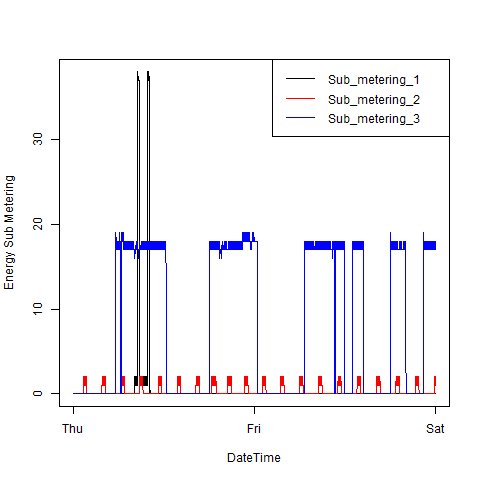 Sub_metering_1
Sub_metering_2
Sub_metering_3
Energy Sub Metering
30
20
10
0
Thu Fri Sat
DateTime